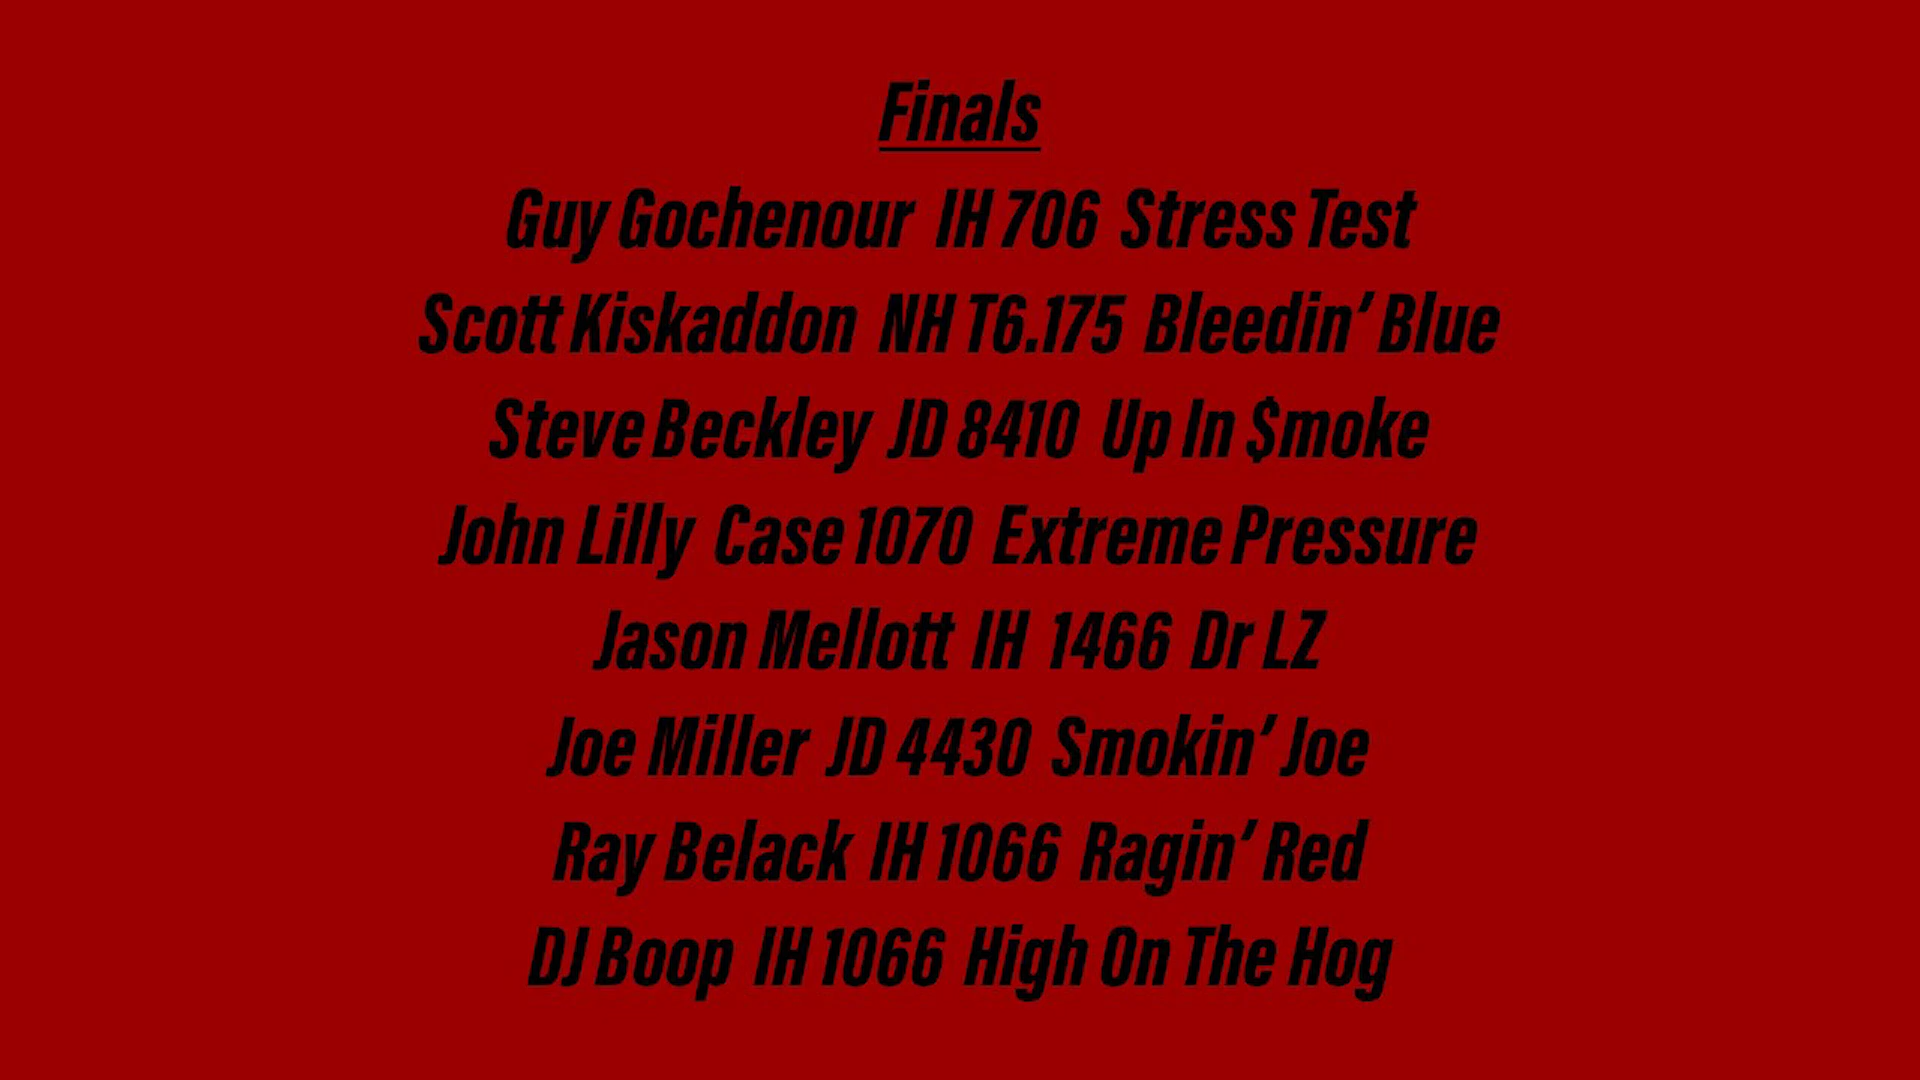 Finals
Guy Gochenour IH 706 Stress Test
Scott Kiskaddon NH T6.175 Bleedin’ Blue
Steve Beckley JD 8410 Up In $moke
John Lilly Case 1070 Extreme Pressure
Jason Mellott IH 1466 Dr LZ
Joe Miller JD 4430 Smokin’ Joe
Ray Belack IH 1066 Ragin’ Red
DJ Boop IH 1066 High On The Hog